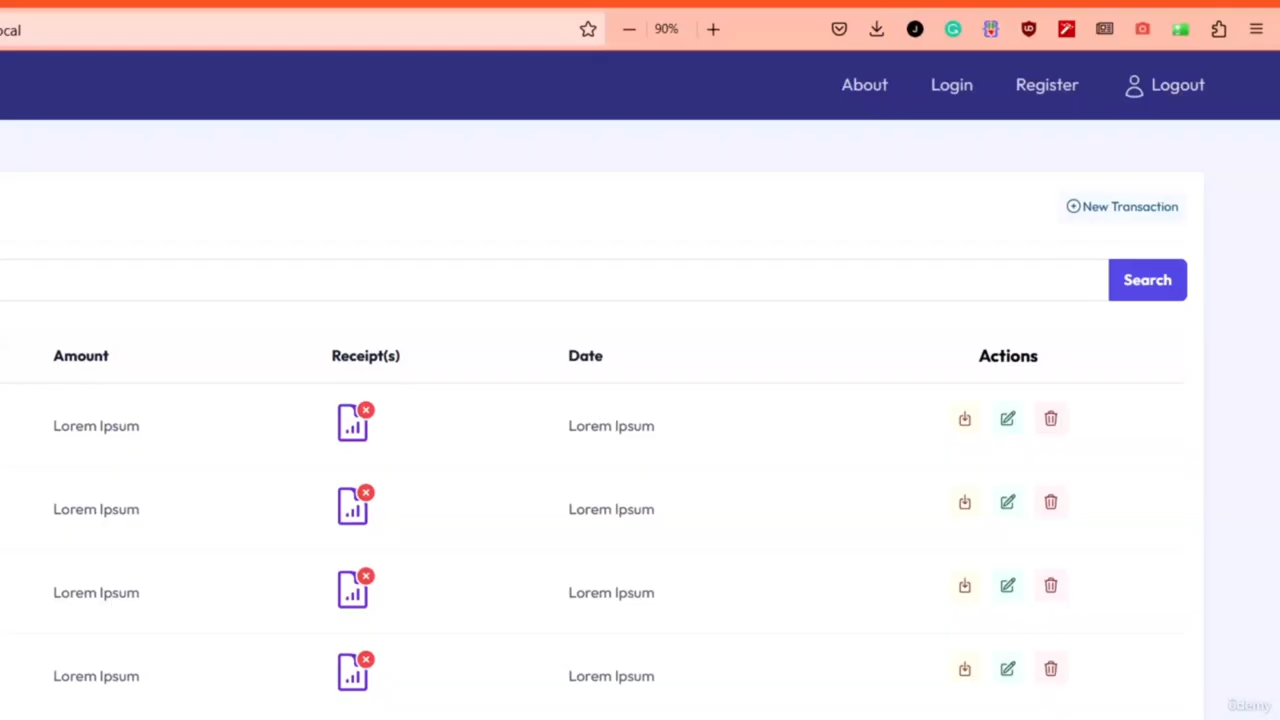 ocal 90%
About Login Register Logout
New Transaction
Search
Amount Receipt(s) Date Actions
Lorem Ipsum Lorem Ipsum
Lorem Ipsum Lorem Ipsum
Lorem Ipsum Lorem Ipsum
Lorem Ipsum Lorem Ipsum
ûdemy